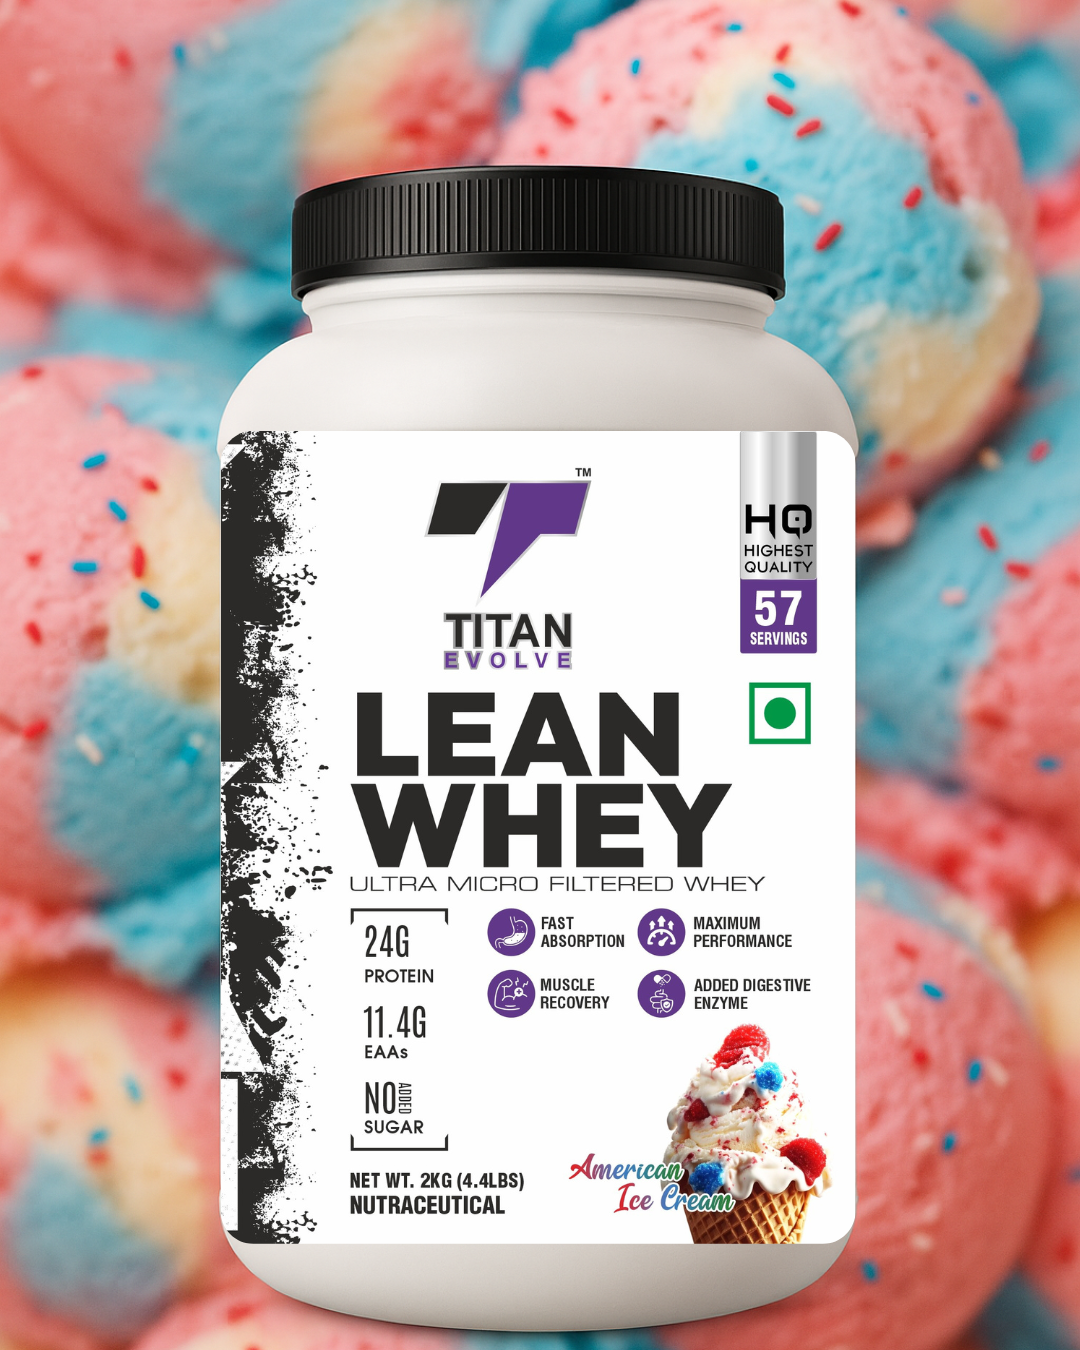 TM
TITAN
EVOLVE
HQ
HIGHEST
QUALITY
57
SERVINGS
LEAN
WHEY
ULTRA MICRO FILTERED WHEY
24G
PROTEIN
11.4G
EAAs
NO ADDED
SUGAR
FAST
ABSORPTION
MAXIMUM
PERFORMANCE
MUSCLE
RECOVERY
ADDED DIGESTIVE
ENZYME
NET WT. 2KG (4.4LBS)
NUTRACEUTICAL
American
Ice Cream